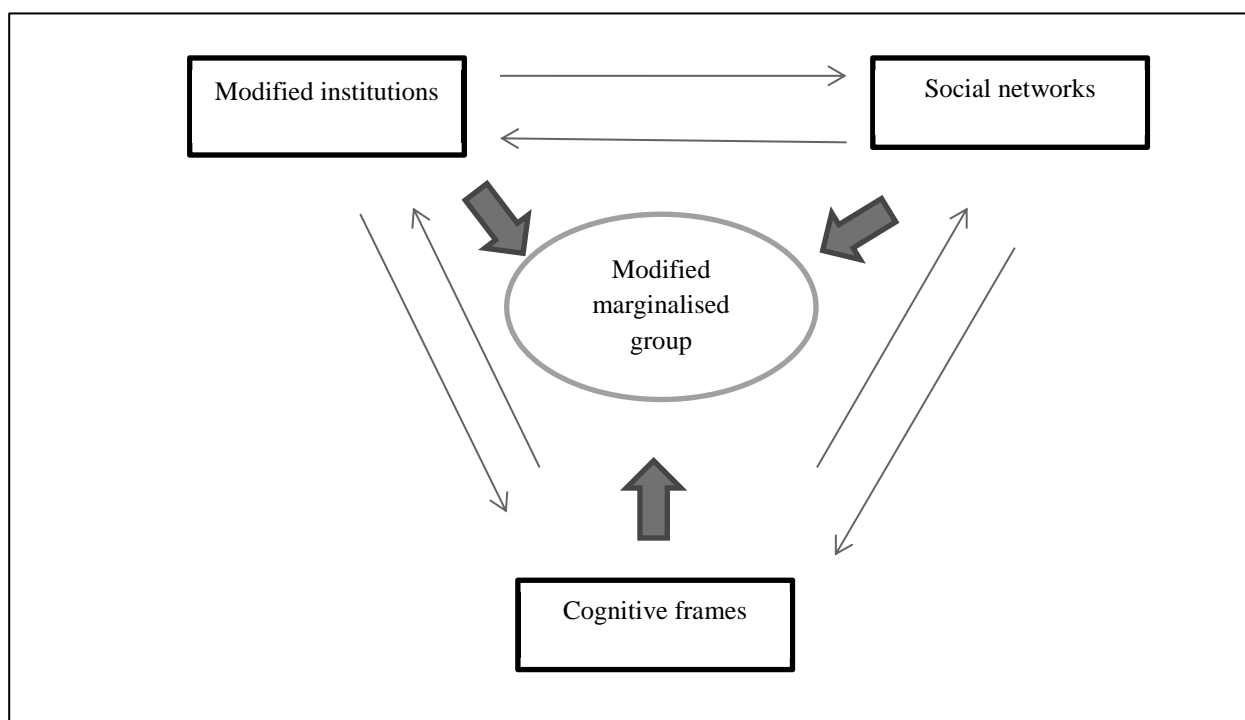 Modified institutions
Social networks
Modified
marginalised
group
Cognitive frames